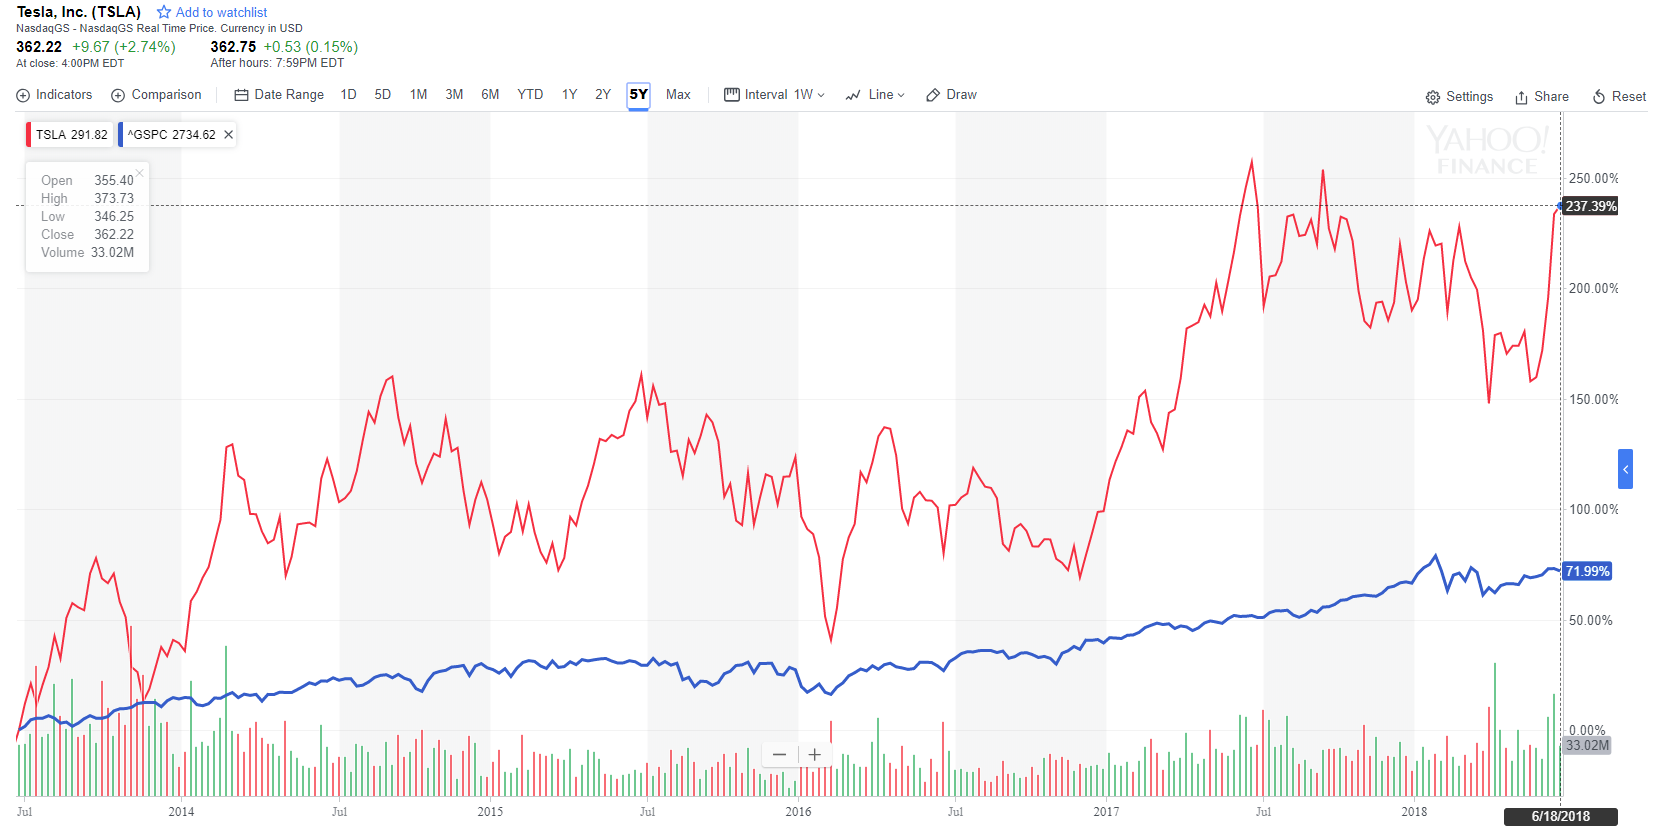 Tesla, Inc. (TSLA) Add to watchlist
NasdaqGS - NasdaqGS Real Time Price. Currency in USD
362.22 +9.67 (+2.74%) 362.75 +0.53 (0.15%)
At close: 4:00PM EDT After hours: 7:59PM EDT
Indicators Comparison Date Range 1D 5D 1M 3M 6M YTD 1Y 2Y 5Y Max Interval 1W Line Draw Settings Share Reset
TSLA 291.82 ^GSPC 2734.62
YAHOO!
FINANCE
Open 355.40
High 373.73
Low 346.25
Close 362.22
Volume 33.02M
250.00%
237.39%
200.00%
150.00%
100.00%
71.99%
50.00%
0.00%
33.02M
Jul 2014 Jul 2015 Jul 2016 Jul 2017 Jul 2018
6/18/2018